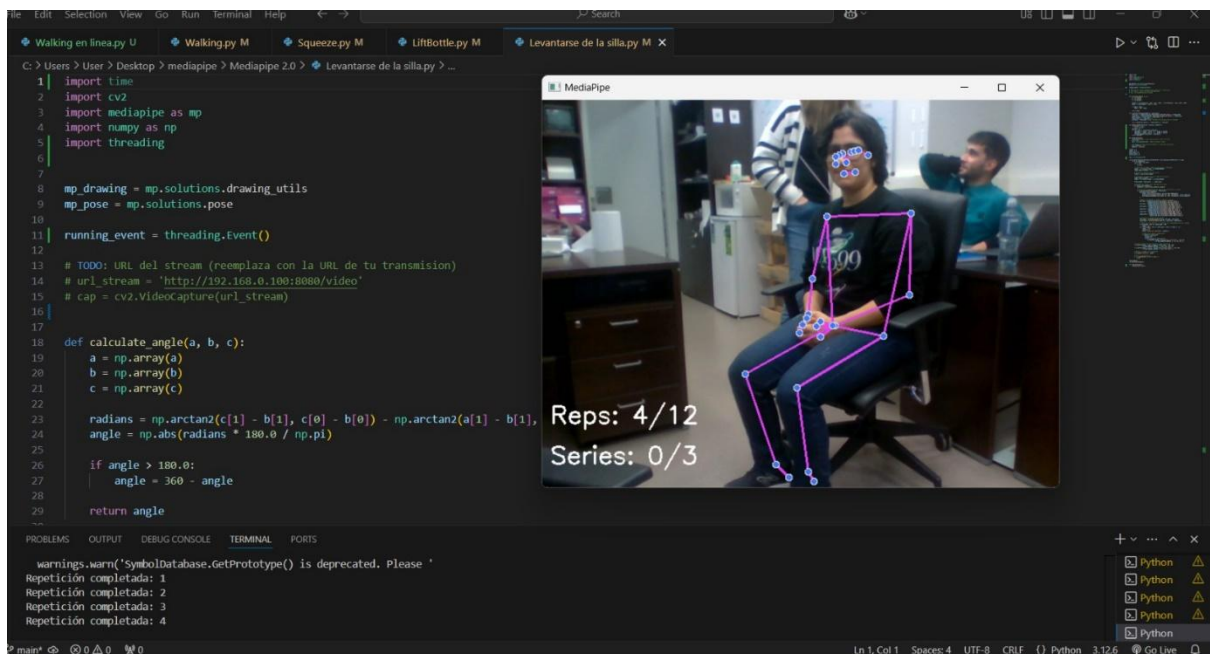 File Edit Selection View Go Run Terminal Help
Search
Walking en linea.py U
Walking.py M
Squeeze.py M
LiftBottle.py M
Levantarse de la silla.py M
C: > Users > User > Desktop > mediapipe > Mediapipe 2.0 > Levantarse de la silla.py > ...
1 import time
2 import cv2
3 import mediapipe as mp
4 import numpy as np
5 import threading
6
7
8 mp_drawing = mp.solutions.drawing_utils
9 mp_pose = mp.solutions.pose
10
11 running_event = threading.Event()
12
13 # TODO: URL del stream (reemplaza con la URL de tu transmision)
14 # url_stream = 'http://192.168.0.100:8080/video'
15 # cap = cv2.VideoCapture(url_stream)
16
17
18 def calculate_angle(a, b, c):
19 a = np.array(a)
20 b = np.array(b)
21 c = np.array(c)
22
23 radians = np.arctan2(c[1] - b[1], c[0] - b[0]) - np.arctan2(a[1] - b[1],
24 angle = np.abs(radians * 180.0 / np.pi)
25
26 if angle > 180.0:
27 angle = 360 - angle
28
29 return angle
MediaPipe
99
Reps: 4/12
Series: 0/3
PROBLEMS OUTPUT DEBUG CONSOLE TERMINAL PORTS
warnings.warn('SymbolDatabase.GetPrototype() is deprecated. Please '
Repetición completada: 1
Repetición completada: 2
Repetición completada: 3
Repetición completada: 4
Python
Python
Python
Python
Python
main* 0 0 0
Ln 1, Col 1 Spaces: 4 UTF-8 CRLF {} Python 3.12.6 Go Live